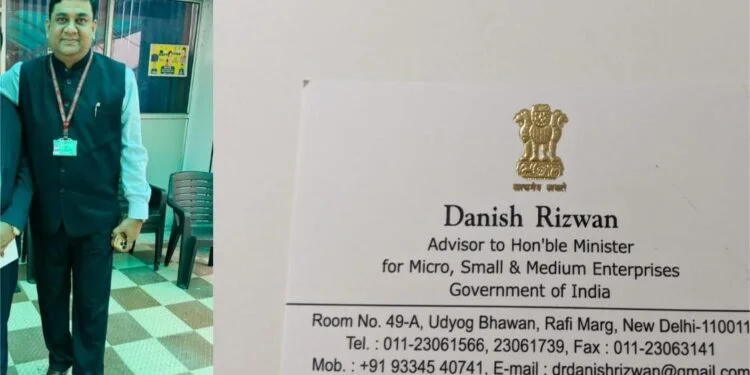 सत्यमेव जयते
Danish Rizwan
Advisor to Hon'ble Minister
for Micro, Small & Medium Enterprises
Government of India
Room No. 49-A, Udyog Bhawan, Rafi Marg, New Delhi-110011
Tel. : 011-23061566, 23061739, Fax : 011-23063141
Mob. : +91 93345 40741, E-mail : drdanishrizwan@gmail.com